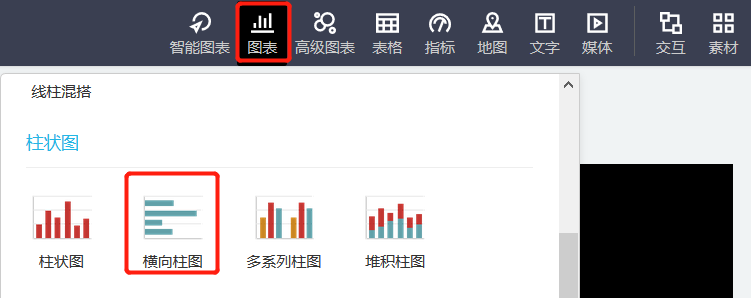 智能图表 图表 高级图表 表格 指标 地图 文字 媒体 交互 素材
线柱混搭
柱状图
柱状图 横向柱图 多系列柱图 堆积柱图